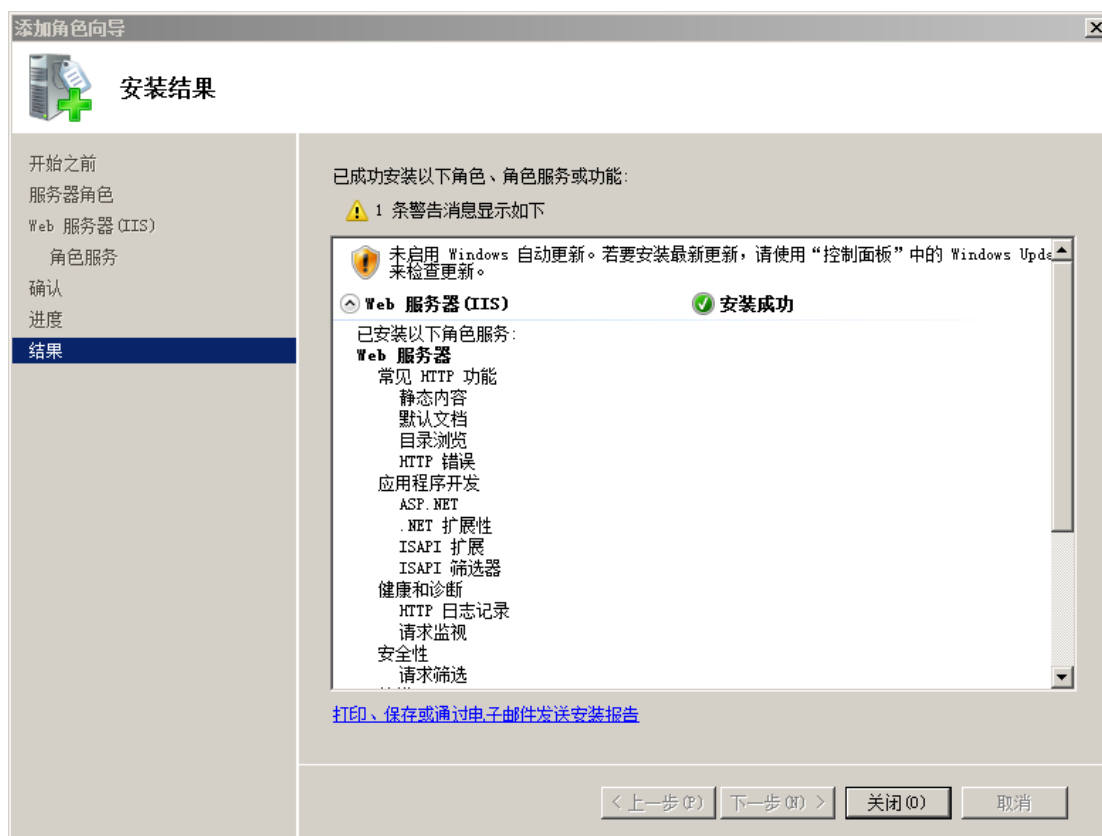 添加角色向导
安装结果
开始之前
服务器角色
Web 服务器(IIS)
角色服务
确认
进度
结果
已成功安装以下角色、角色服务或功能:
1 条警告消息显示如下
未启用 Windows 自动更新。若要安装最新更新，请使用“控制面板”中的 Windows Upda
来检查更新。
Web 服务器(IIS) 安装成功
已安装以下角色服务:
Web 服务器
常见 HTTP 功能
静态内容
默认文档
目录浏览
HTTP 错误
应用程序开发
ASP.NET
.NET 扩展性
ISAPI 扩展
ISAPI 筛选器
健康和诊断
HTTP 日志记录
请求监视
安全性
请求筛选
打印、保存或通过电子邮件发送安装报告
< 上一步(P) 下一步(N) > 关闭(O) 取消